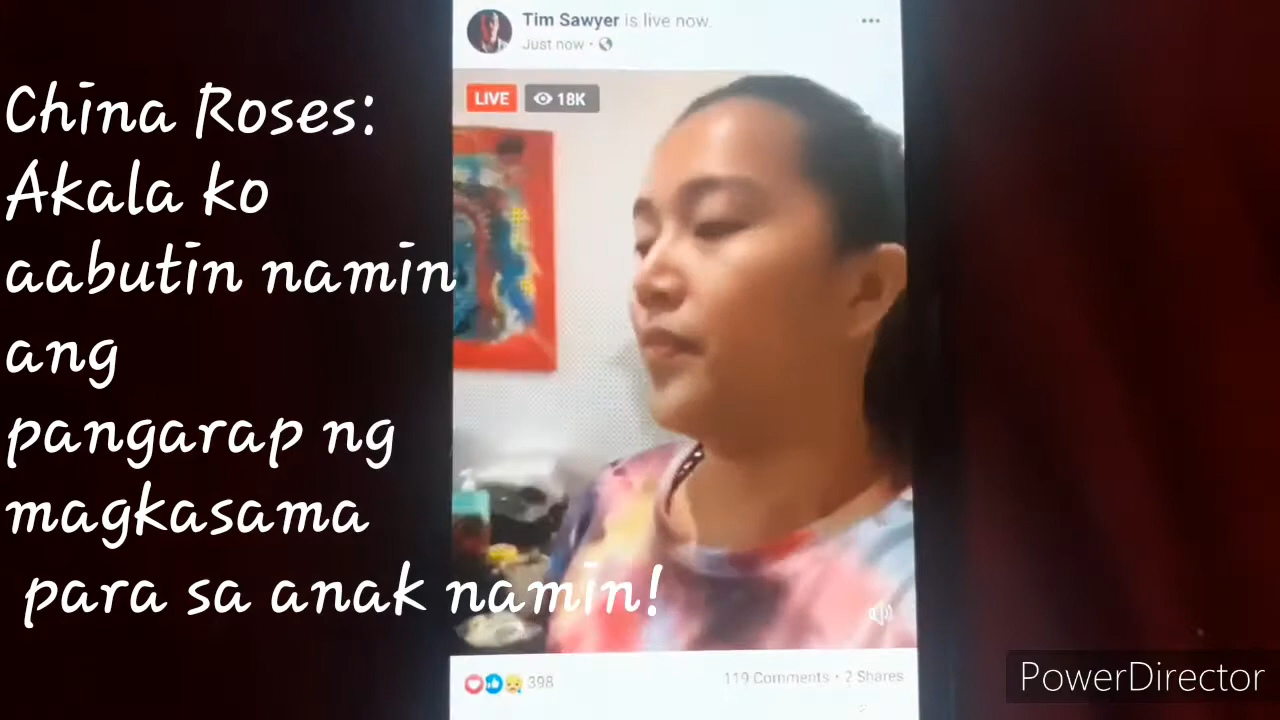 Tim Sawyer is live now.
Just now
LIVE 18K
China Roses:
Akala ko
aabutin namin
ang
pangarap ng
magkasama
para sa anak namin!
398
119 Comments • 2 Shares
PowerDirector